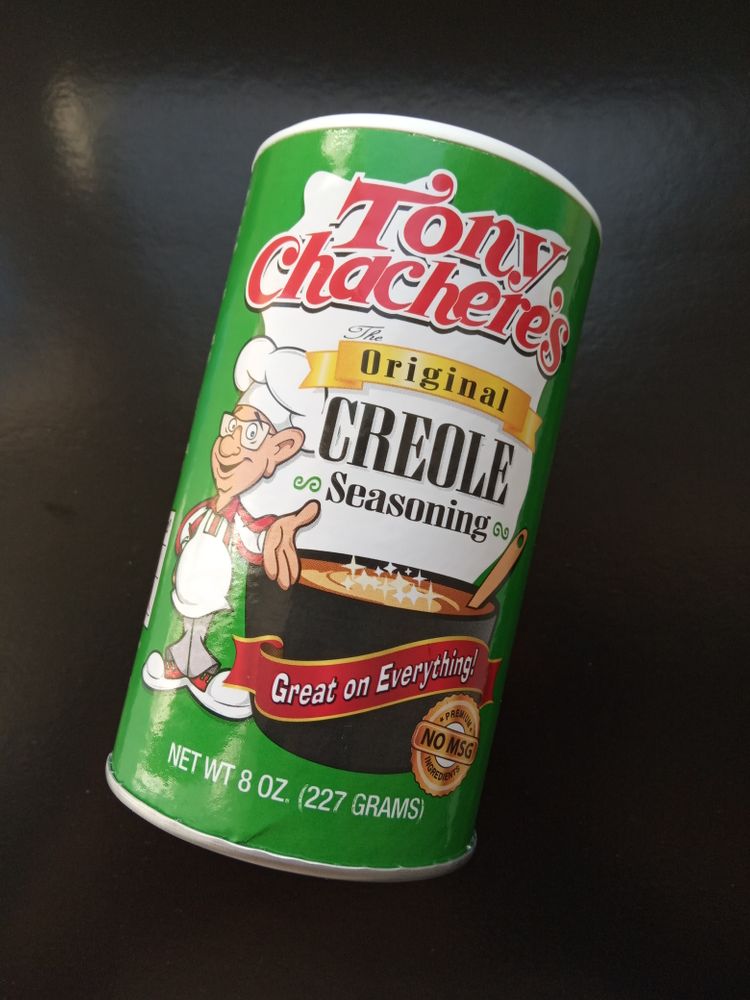 Tony
Chachere's
The
Original
CREOLE
Seasoning
Great on Everything!
PREMIUM
NO MSG
INGREDIENTS
NET WT 8 OZ. (227 GRAMS)